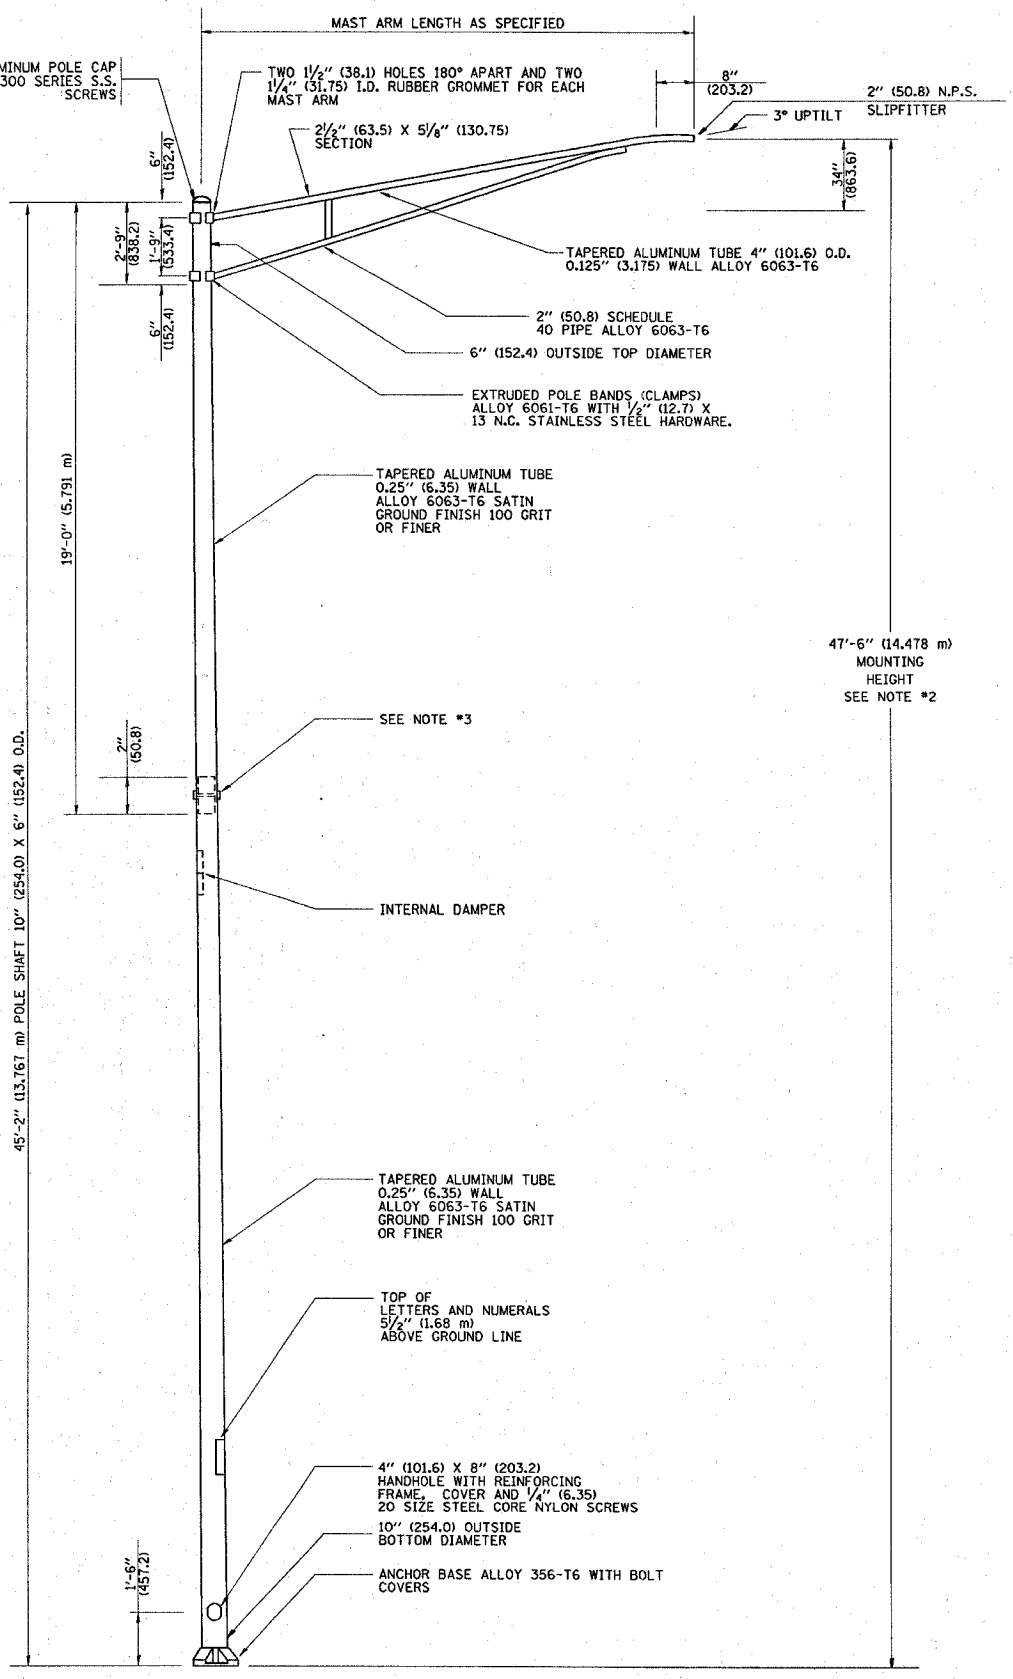 MAST ARM LENGTH AS SPECIFIED
MINUM POLE CAP
300 SERIES S.S.
SCREWS
TWO 1 1/2" (38.1) HOLES 180° APART AND TWO
1 1/4" (31.75) I.D. RUBBER GROMMET FOR EACH
MAST ARM
8"
(203.2)
2" (50.8) N.P.S.
SLIPFITTER
3° UPTILT
2 1/2" (63.5) X 5 1/8" (130.75)
SECTION
6"
(152.4)
34"
(863.6)
2'-9"
(838.2)
1'-9"
(533.4)
TAPERED ALUMINUM TUBE 4" (101.6) O.D.
0.125" (3.175) WALL ALLOY 6063-T6
6"
(152.4)
2" (50.8) SCHEDULE
40 PIPE ALLOY 6063-T6
6" (152.4) OUTSIDE TOP DIAMETER
EXTRUDED POLE BANDS (CLAMPS)
ALLOY 6061-T6 WITH 1/2" (12.7) X
13 N.C. STAINLESS STEEL HARDWARE.
19'-0" (5.791 m)
TAPERED ALUMINUM TUBE
0.25" (6.35) WALL
ALLOY 6063-T6 SATIN
GROUND FINISH 100 GRIT
OR FINER
47'-6" (14.478 m)
MOUNTING
HEIGHT
SEE NOTE #2
2"
(50.8)
SEE NOTE #3
45'-2" (13.767 m) POLE SHAFT 10" (254.0) X 6" (152.4) O.D.
INTERNAL DAMPER
TAPERED ALUMINUM TUBE
0.25" (6.35) WALL
ALLOY 6063-T6 SATIN
GROUND FINISH 100 GRIT
OR FINER
TOP OF
LETTERS AND NUMERALS
5 1/2" (1.68 m)
ABOVE GROUND LINE
4" (101.6) X 8" (203.2)
HANDHOLE WITH REINFORCING
FRAME, COVER AND 1/4" (6.35)
20 SIZE STEEL CORE NYLON SCREWS
10" (254.0) OUTSIDE
BOTTOM DIAMETER
1'-6"
(457.2)
ANCHOR BASE ALLOY 356-T6 WITH BOLT
COVERS